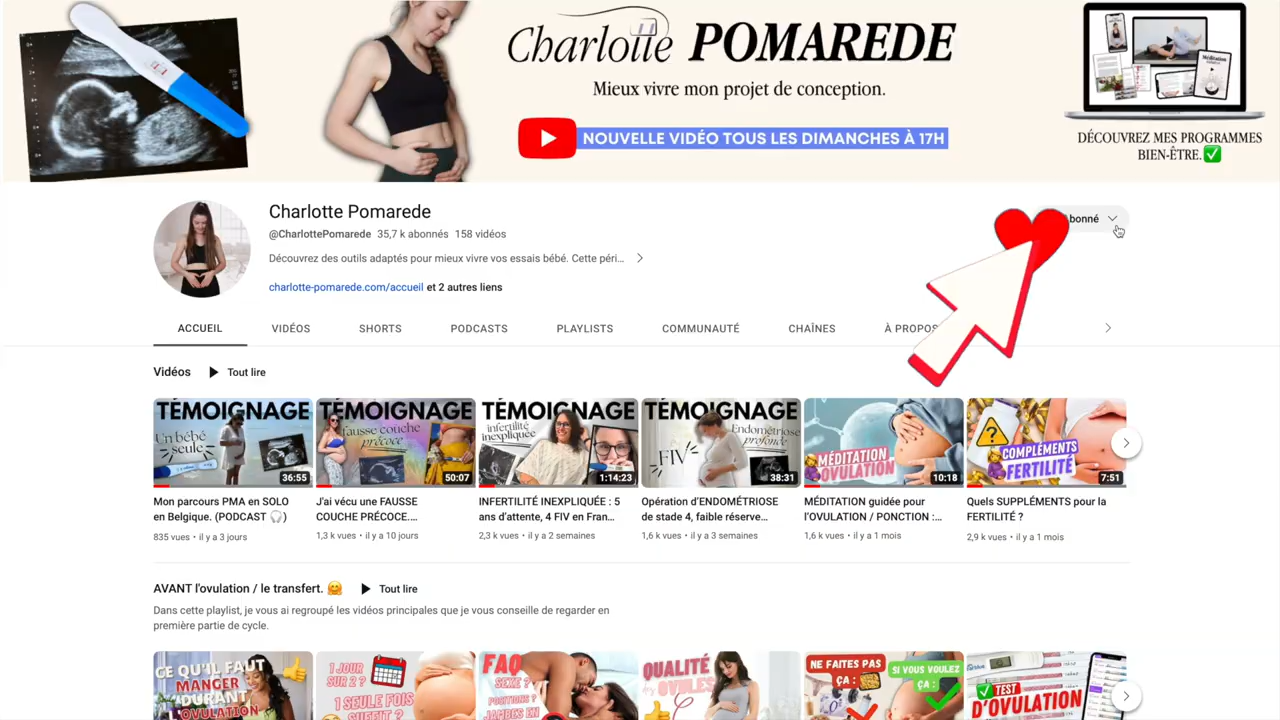 Charlotte POMAREDE
Mieux vivre mon projet de conception.
NOUVELLE VIDÉO TOUS LES DIMANCHES À 17H
DÉCOUVREZ MES PROGRAMMES
BIEN-ÊTRE.
Charlotte Pomarede
@CharlottePomarede 35,7 k abonnés 158 vidéos
bonné
Découvrez des outils adaptés pour mieux vivre vos essais bébé. Cette péri...
charlotte-pomarede.com/accueil et 2 autres liens
ACCUEIL VIDÉOS SHORTS PODCASTS PLAYLISTS COMMUNAUTÉ CHAÎNES À PROPOS
Vidéos Tout lire
TÉMOIGNAGE
Un bébé
seule
36:55
TÉMOIGNAGE
fausse couche
précoce
50:07
TÉMOIGNAGE
infertilité
inexpliquée
1:14:23
TÉMOIGNAGE
Endométriose
profonde
FIV
38:31
MÉDITATION
OVULATION
10:18
COMPLÉMENTS
FERTILITÉ
7:51
Mon parcours PMA en SOLO
en Belgique. (PODCAST 🎧)
835 vues • il y a 3 jours
J'ai vécu une FAUSSE
COUCHE PRÉCOCE....
1,3 k vues • il y a 10 jours
INFERTILITÉ INEXPLIQUÉE : 5
ans d'attente, 4 FIV en Fran...
2,3 k vues • il y a 2 semaines
Opération d'ENDOMÉTRIOSE
de stade 4, faible réserve...
1,6 k vues • il y a 3 semaines
MÉDITATION guidée pour
l'OVULATION / PONCTION :...
1,6 k vues • il y a 1 mois
Quels SUPPLÉMENTS pour la
FERTILITÉ ?
2,9 k vues • il y a 1 mois
AVANT l'ovulation / le transfert. 🤗 Tout lire
Dans cette playlist, je vous ai regroupé les vidéos principales que je vous conseille de regarder en
première partie de cycle.
CE QU'IL FAUT
MANGER
DURANT
L'OVULATION
1 JOUR
SUR 2 ?
1 SEULE FOIS
SUFFIT ?
FAQ
SEXE ?
POSITIONS ?
JAMBES EN
QUALITÉ
OVULES
NE FAITES PAS
ÇA :
SI VOUS VOULEZ
ÇA :
TEST
D'OVULATION